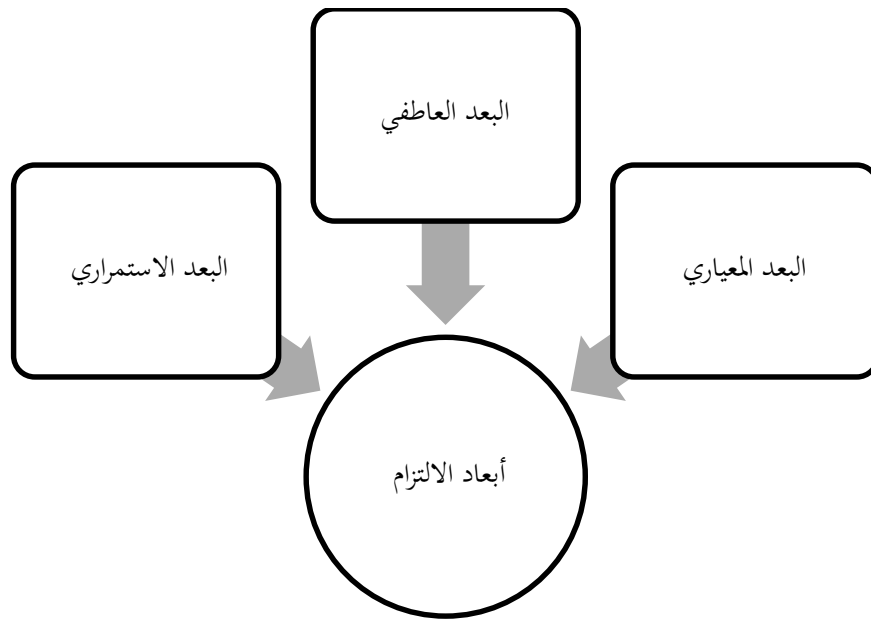 البعد العاطفي
البعد المعياري
البعد الاستمراري
أبعاد الالتزام